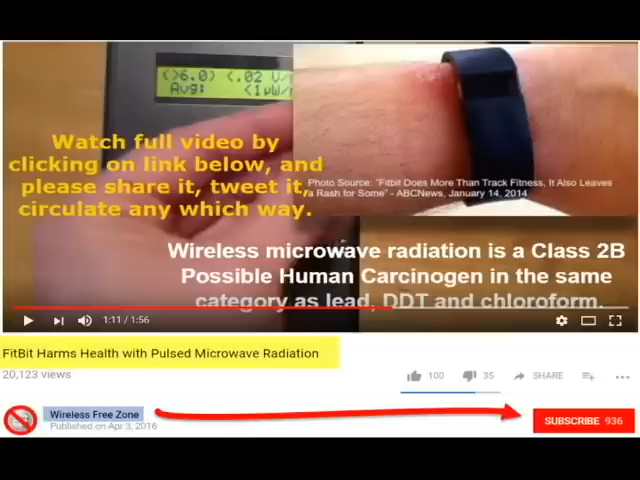 (>6.0) <.02 V/m
Avg: <1µW/m
Watch full video by
clicking on link below, and
please share it, tweet it,
circulate any which way.
Photo Source: "Fitbit Does More Than Track Fitness, It Also Leaves
a Rash for Some" - ABCNews, January 14, 2014
Wireless microwave radiation is a Class 2B
Possible Human Carcinogen in the same
category as lead, DDT and chloroform.
1:11 / 1:56
FitBit Harms Health with Pulsed Microwave Radiation
20,123 views
100 35 SHARE
Wireless Free Zone
Published on Apr 3, 2016
SUBSCRIBE 936